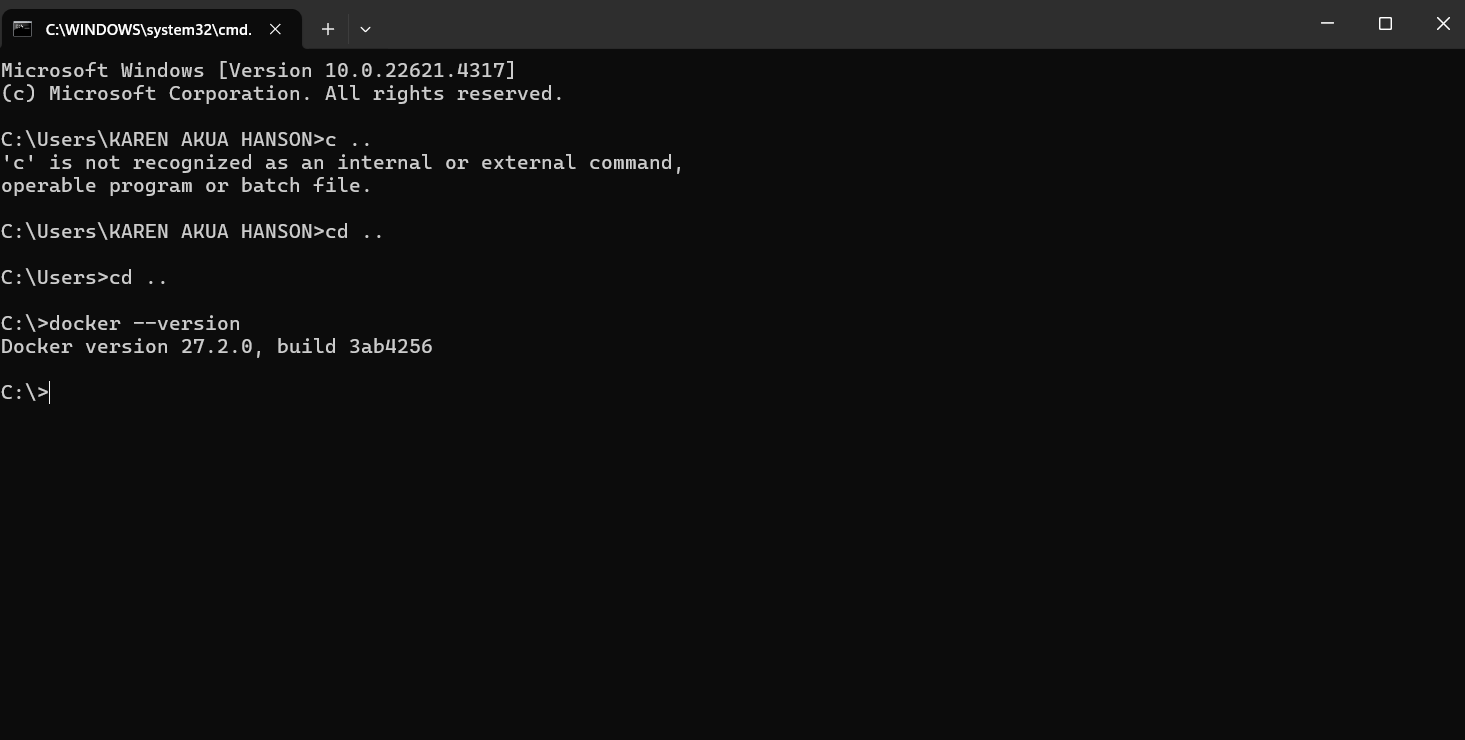 C:\WINDOWS\system32\cmd.
Microsoft Windows [Version 10.0.22621.4317]
(c) Microsoft Corporation. All rights reserved.
C:\Users\KAREN AKUA HANSON>c ..
'c' is not recognized as an internal or external command,
operable program or batch file.
C:\Users\KAREN AKUA HANSON>cd ..
C:\Users>cd ..
C:\>docker --version
Docker version 27.2.0, build 3ab4256
C:\>